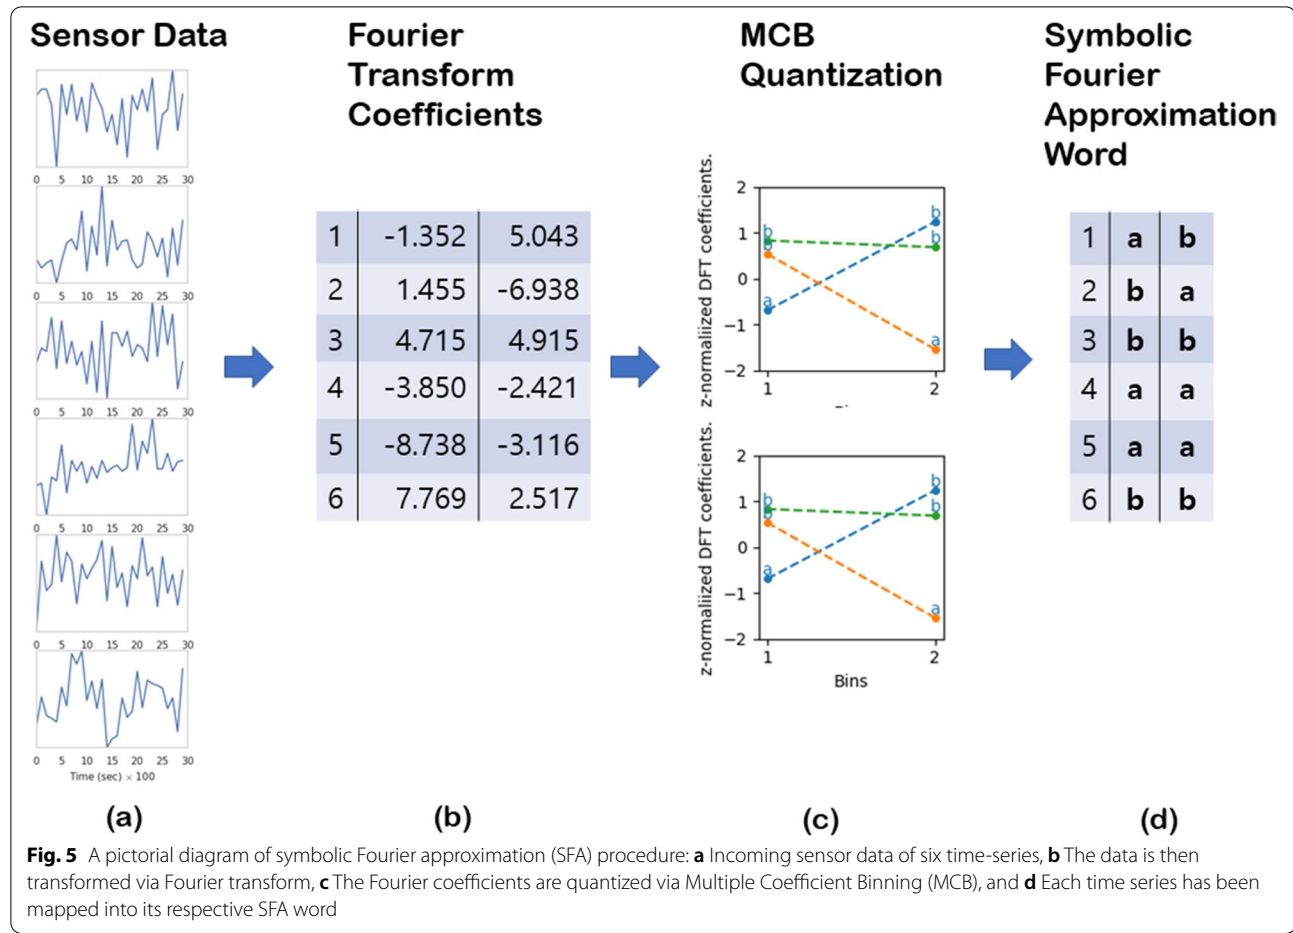 Sensor Data
Fourier
Transform
Coefficients
MCB
Quantization
Symbolic
Fourier
Approximation
Word
0 5 10 15 20 25 30
0 5 10 15 20 25 30
0 5 10 15 20 25 30
0 5 10 15 20 25 30
0 5 10 15 20 25 30
0 5 10 15 20 25 30
Time (sec) × 100
1 -1.352 5.043
2 1.455 -6.938
3 4.715 4.915
4 -3.850 -2.421
5 -8.738 -3.116
6 7.769 2.517
z-normaliized DFT coefficients.
2
1
0
−1
−2
b
b
a
b
b
a
1 2
z-normaliized DFT coefficients.
2
1
0
−1
−2
b
b
a
b
b
a
1 2
Bins
1 a b
2 b a
3 b b
4 a a
5 a a
6 b b
(a) (b) (c) (d)
Fig. 5 A pictorial diagram of symbolic Fourier approximation (SFA) procedure: a Incoming sensor data of six time-series, b The data is then
transformed via Fourier transform, c The Fourier coefficients are quantized via Multiple Coefficient Binning (MCB), and d Each time series has been
mapped into its respective SFA word